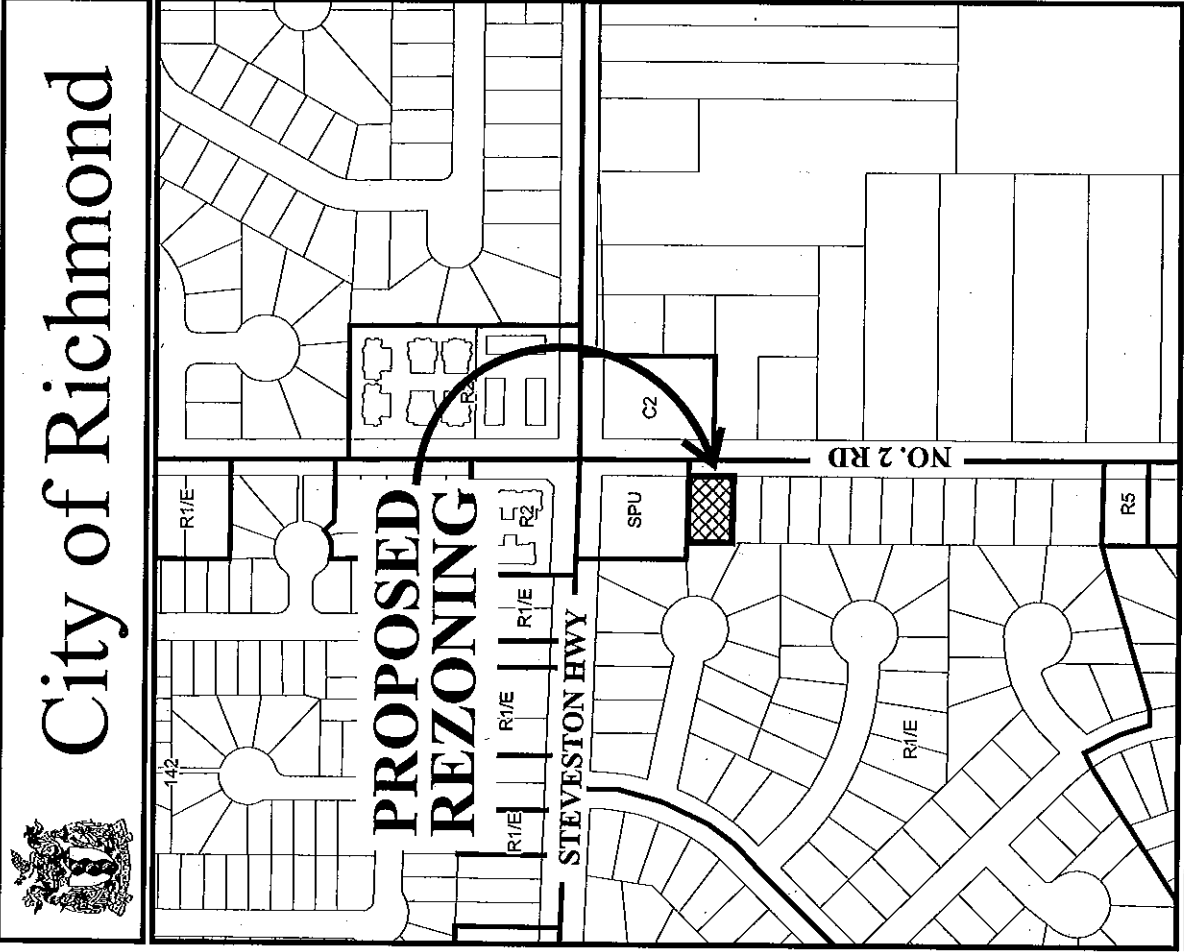 City of Richmond
142
R1/E
PROPOSED
REZONING
R2
R2
R1/E
R1/E
R1/E
STEVESTON HWY
SPU
C2
NO. 2 RD
R1/E
R5